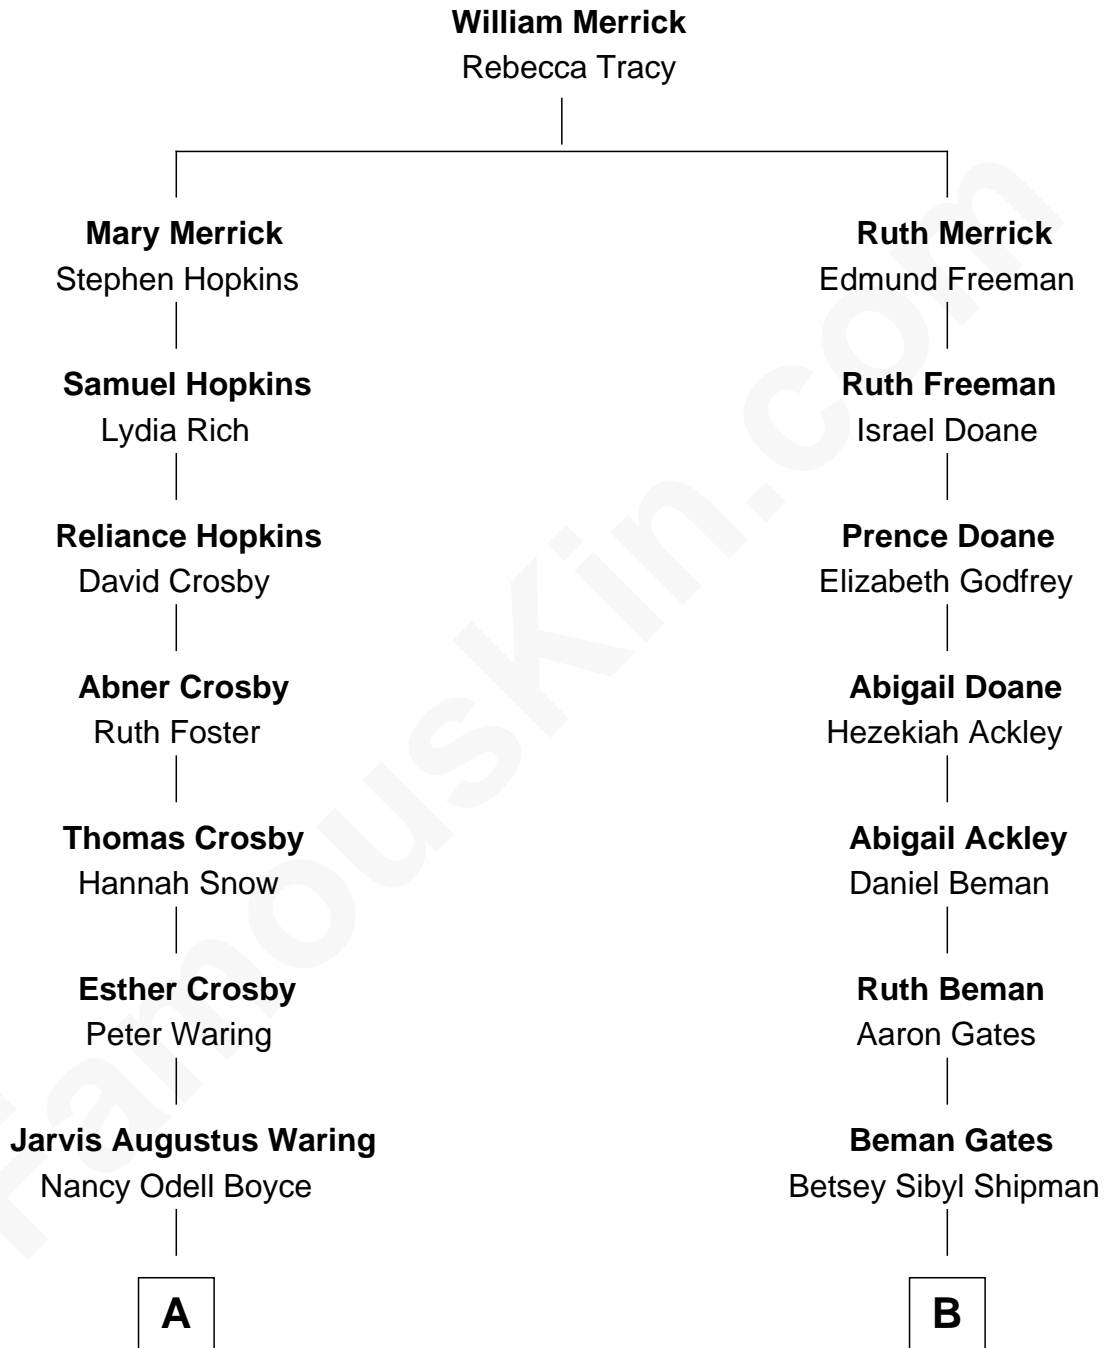 William Merrick
Rebecca Tracy
Mary Merrick
Stephen Hopkins
Ruth Merrick
Edmund Freeman
Samuel Hopkins
Lydia Rich
Ruth Freeman
Israel Doane
Reliance Hopkins
David Crosby
Prence Doane
Elizabeth Godfrey
Abner Crosby
Ruth Foster
Abigail Doane
Hezekiah Ackley
Thomas Crosby
Hannah Snow
Abigail Ackley
Daniel Beman
Esther Crosby
Peter Waring
Ruth Beman
Aaron Gates
Jarvis Augustus Waring
Nancy Odell Boyce
Beman Gates
Betsey Sibyl Shipman
A
B
FamousKin.com